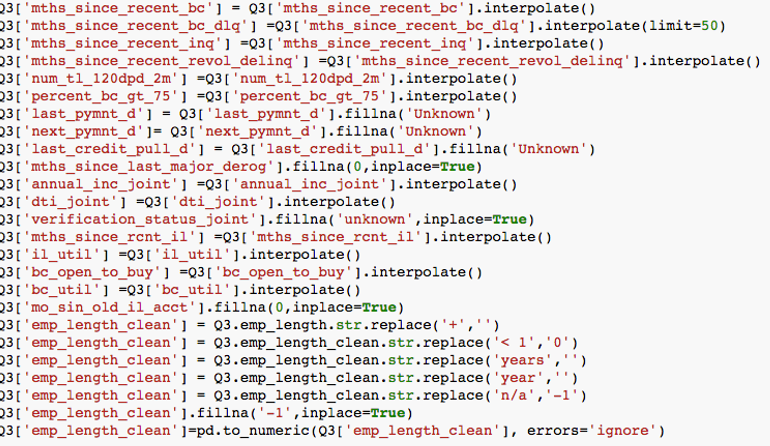 Q3['mths_since_recent_bc'] = Q3['mths_since_recent_bc'].interpolate()
Q3['mths_since_recent_bc_dlq'] =Q3['mths_since_recent_bc_dlq'].interpolate(limit=50)
Q3['mths_since_recent_inq'] =Q3['mths_since_recent_inq'].interpolate()
Q3['mths_since_recent_revol_delinq'] =Q3['mths_since_recent_revol_delinq'].interpolate()
Q3['num_tl_120dpd_2m'] =Q3['num_tl_120dpd_2m'].interpolate()
Q3['percent_bc_gt_75'] =Q3['percent_bc_gt_75'].interpolate()
Q3['last_pymnt_d'] = Q3['last_pymnt_d'].fillna('Unknown')
Q3['next_pymnt_d']= Q3['next_pymnt_d'].fillna('Unknown')
Q3['last_credit_pull_d'] = Q3['last_credit_pull_d'].fillna('Unknown')
Q3['mths_since_last_major_derog'].fillna(0,inplace=True)
Q3['annual_inc_joint'] =Q3['annual_inc_joint'].interpolate()
Q3['dti_joint'] =Q3['dti_joint'].interpolate()
Q3['verification_status_joint'].fillna('unknown',inplace=True)
Q3['mths_since_rcnt_il'] =Q3['mths_since_rcnt_il'].interpolate()
Q3['il_util'] =Q3['il_util'].interpolate()
Q3['bc_open_to_buy'] =Q3['bc_open_to_buy'].interpolate()
Q3['bc_util'] =Q3['bc_util'].interpolate()
Q3['mo_sin_old_il_acct'].fillna(0,inplace=True)
Q3['emp_length_clean'] = Q3.emp_length.str.replace('+','')
Q3['emp_length_clean'] = Q3.emp_length_clean.str.replace('< 1','0')
Q3['emp_length_clean'] = Q3.emp_length_clean.str.replace('years','')
Q3['emp_length_clean'] = Q3.emp_length_clean.str.replace('year','')
Q3['emp_length_clean'] = Q3.emp_length_clean.str.replace('n/a','-1')
Q3['emp_length_clean'].fillna('-1',inplace=True)
Q3['emp_length_clean']=pd.to_numeric(Q3['emp_length_clean'], errors='ignore')